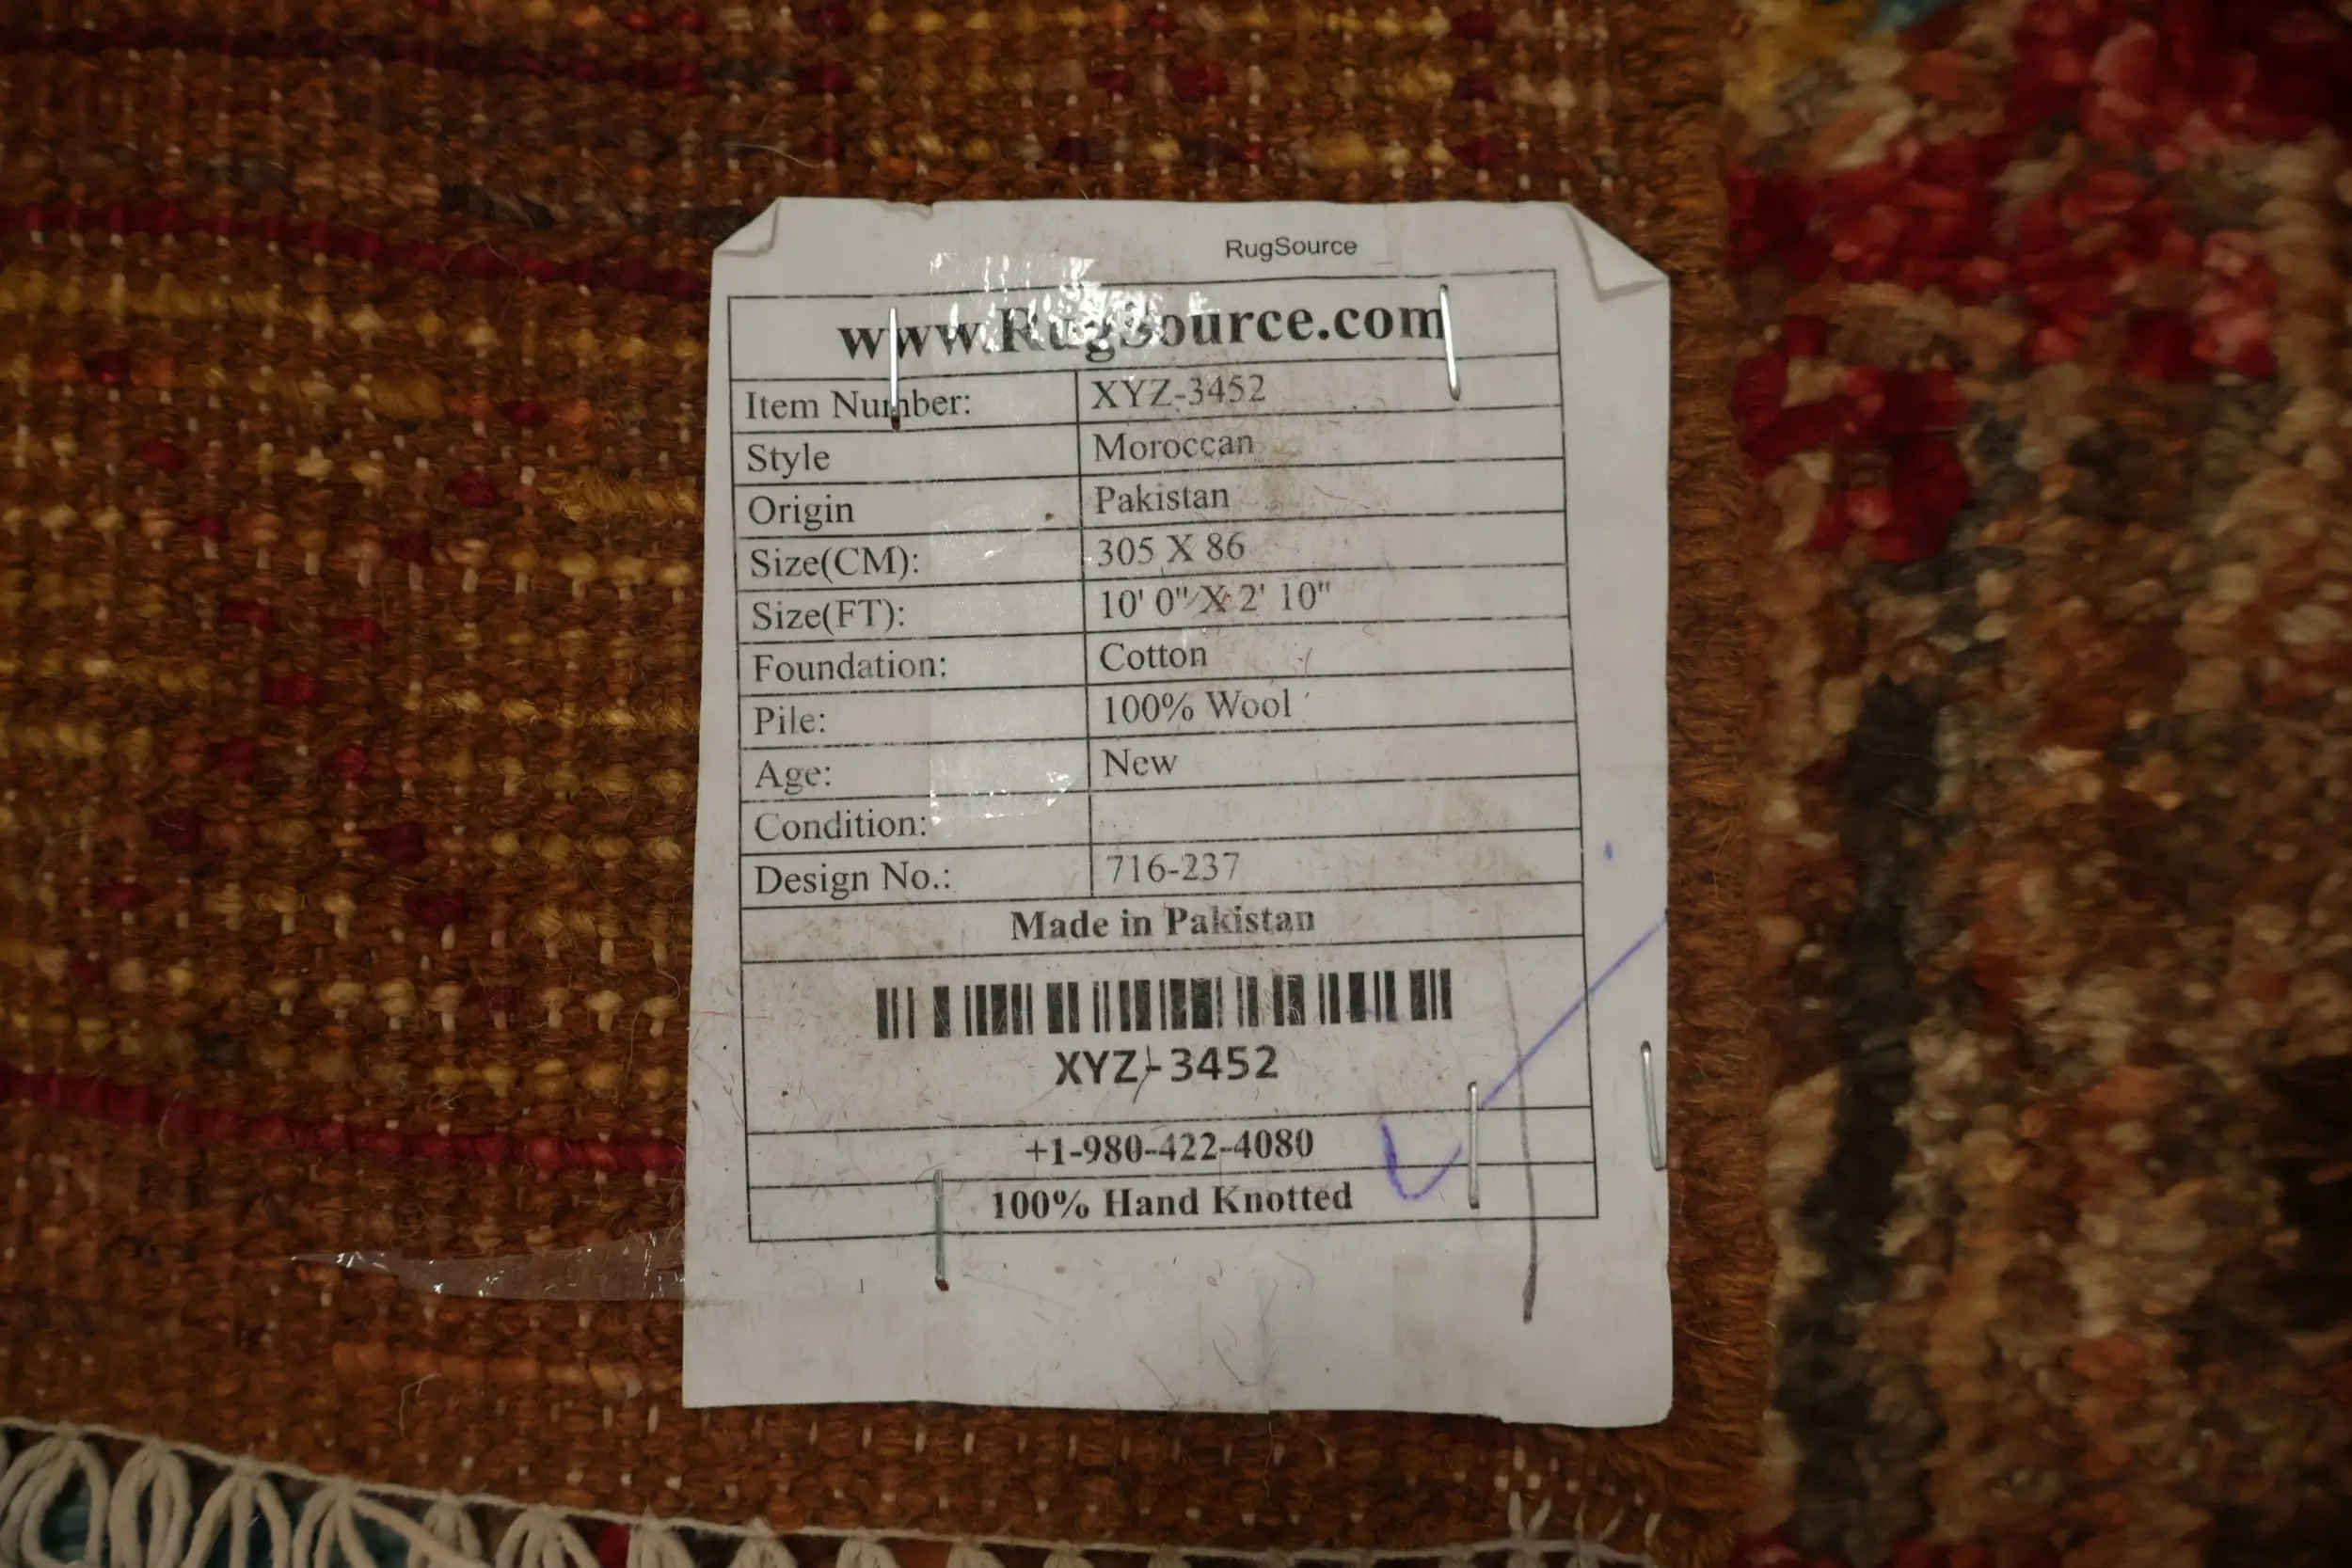 RugSource
www.RugSource.com
Item Number: XYZ-3452
Style Moroccan
Origin Pakistan
Size(CM): 305 X 86
Size(FT): 10' 0" X 2' 10"
Foundation: Cotton
Pile: 100% Wool
Age: New
Condition:
Design No.: 716-237
Made in Pakistan
XYZ-3452
+1-980-422-4080
100% Hand Knotted